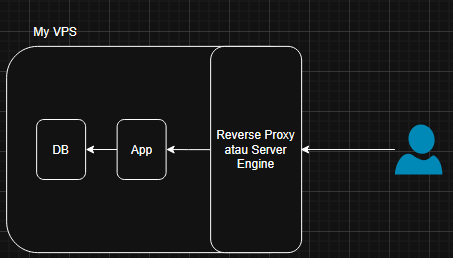 My VPS
DB
App
Reverse Proxy
atau Server
Engine